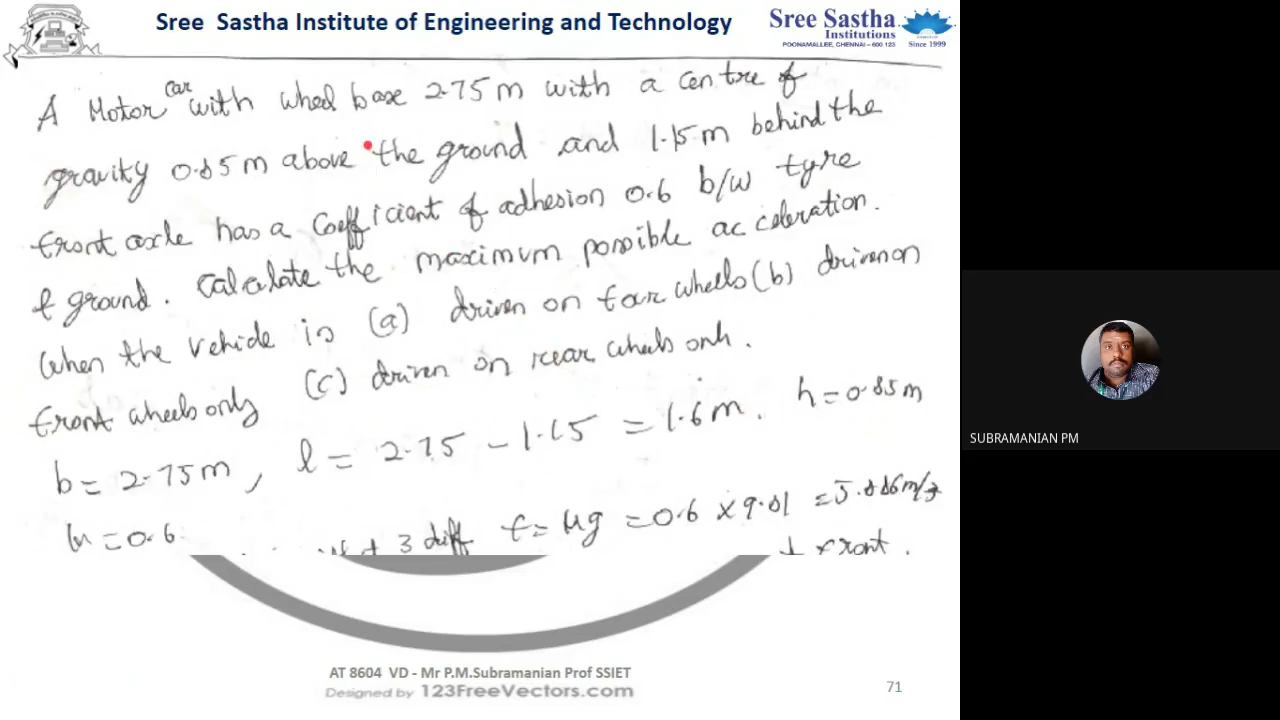 Sree Sastha Institute of Engineering and Technology
Sree Sastha
Institutions
POONAMALLEE, CHENNAI – 600 123
Since 1999
A Motor car with wheel base 2.75 m with a centre of
gravity 0.85 m above the ground and 1.15 m behind the
front axle has a coefficient of adhesion 0.6 b/w tyre
& ground. Calculate the maximum possible acceleration.
When the vehicle is (a) driven on four wheels (b) driven on
front wheels only (c) driven on rear wheels only.
b = 2.75 m, l = 2.75 – 1.15 = 1.6 m. h = 0.85 m
μ = 0.6
3 diff f = μg = 0.6 × 9.81 = 5.886 m/s
front.
SUBRAMANIAN PM
AT 8604 VD - Mr P.M.Subramanian Prof SSIET
Designed by 123FreeVectors.com
71